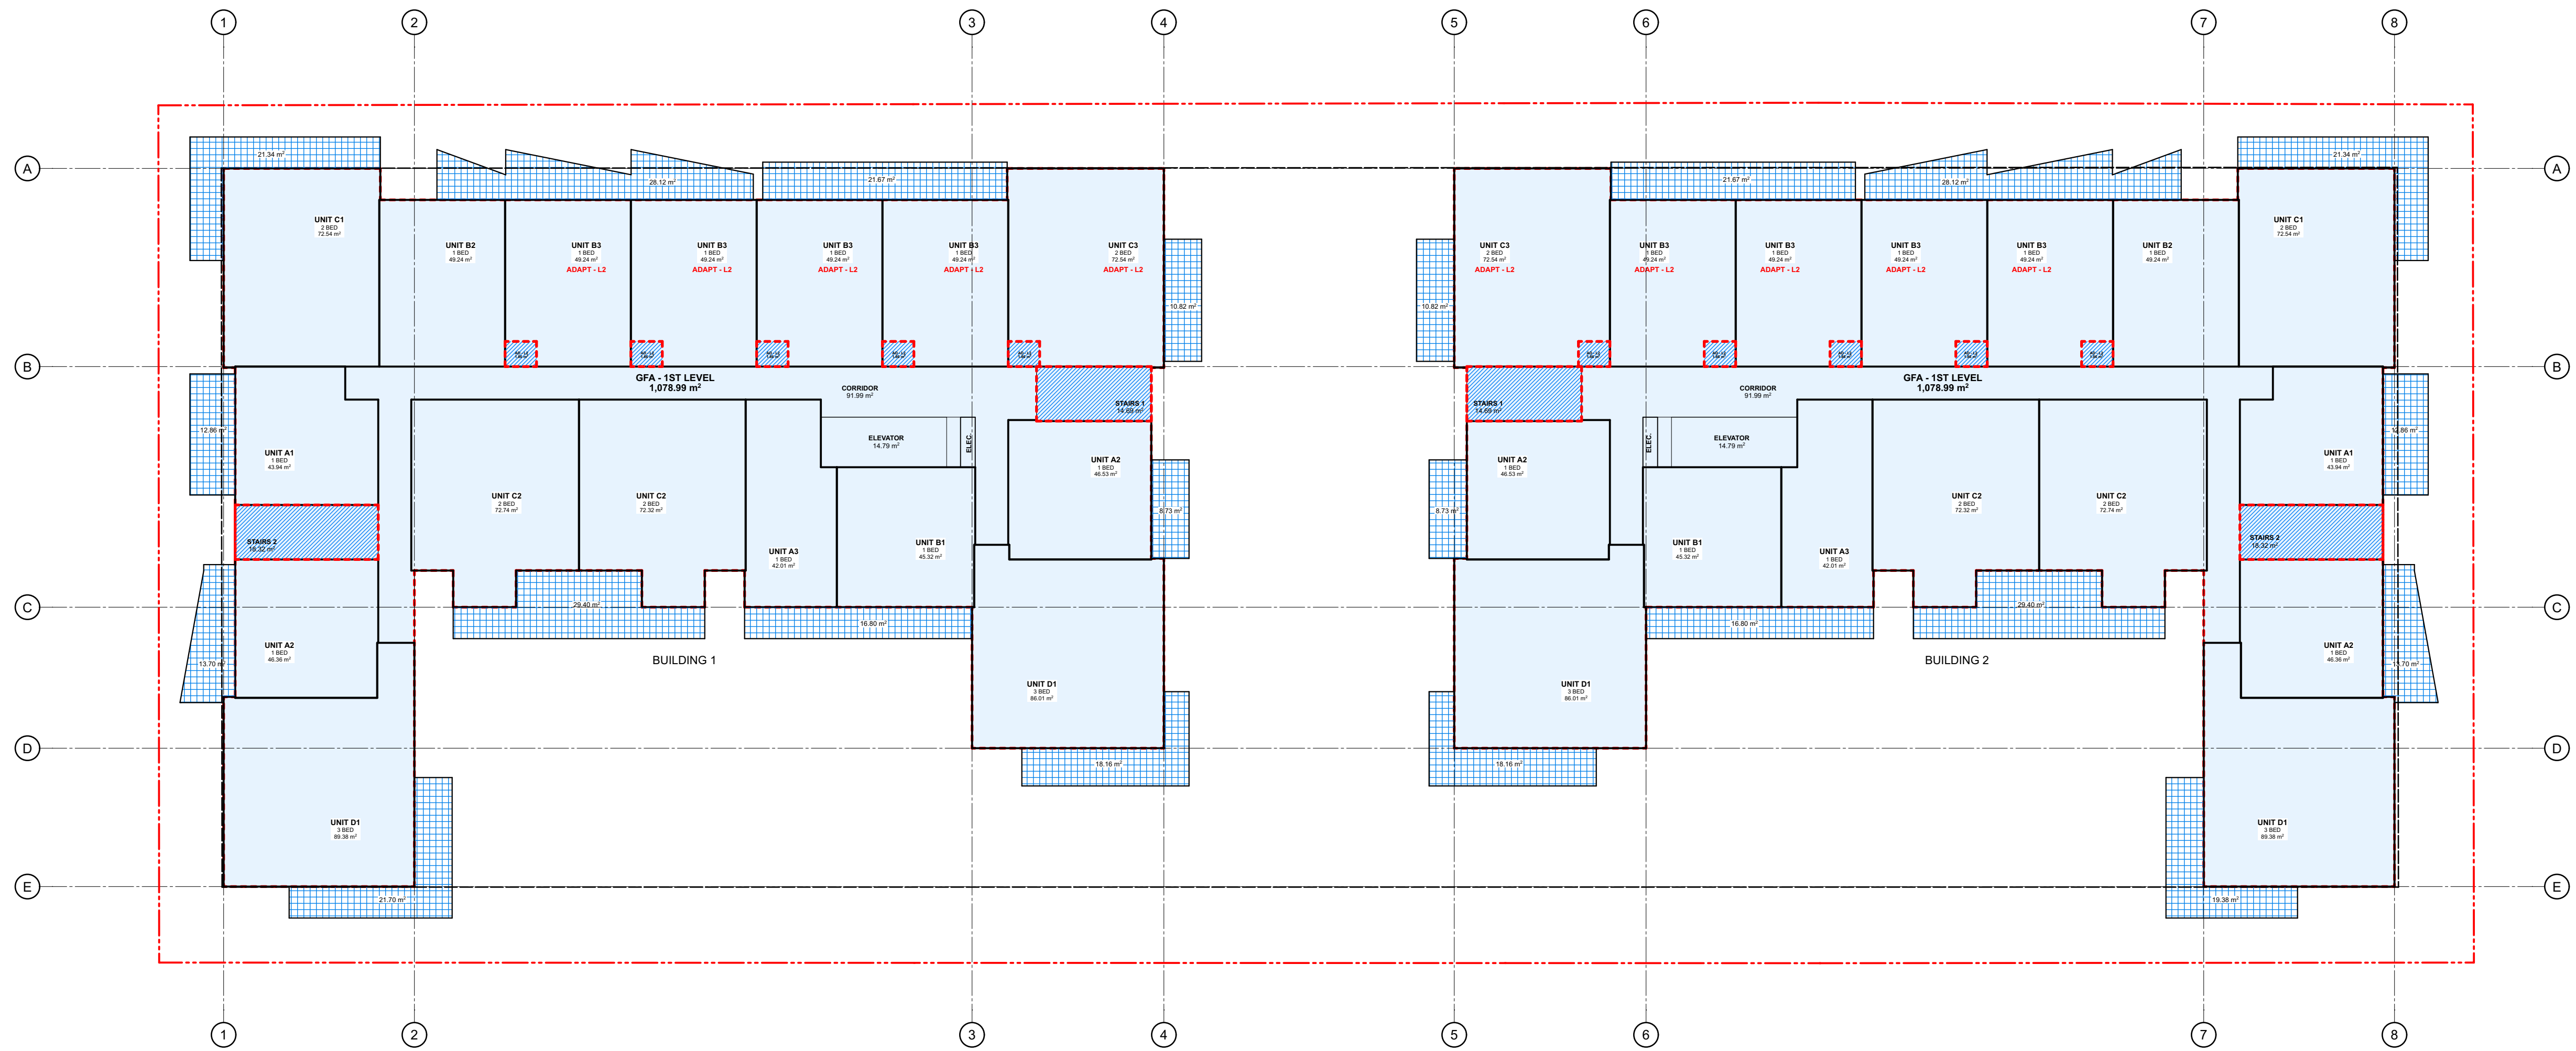 1
2
3
4
5
6
7
8
A
A
21.34 m²
28.12 m²
21.67 m²
21.67 m²
28.12 m²
21.34 m²
UNIT C1
2 BED
72.54 m²
UNIT B2
1 BED
49.24 m²
UNIT B3
1 BED
49.24 m²
ADAPT - L2
UNIT B3
1 BED
49.24 m²
ADAPT - L2
UNIT B3
1 BED
49.24 m²
ADAPT - L2
UNIT B3
1 BED
49.24 m²
ADAPT - L2
UNIT C3
2 BED
72.54 m²
ADAPT - L2
10.82 m²
10.82 m²
UNIT C3
2 BED
72.54 m²
ADAPT - L2
UNIT B3
1 BED
49.24 m²
ADAPT - L2
UNIT B3
1 BED
49.24 m²
ADAPT - L2
UNIT B3
1 BED
49.24 m²
ADAPT - L2
UNIT B3
1 BED
49.24 m²
ADAPT - L2
UNIT B2
1 BED
49.24 m²
UNIT C1
2 BED
72.54 m²
B
B
GFA - 1ST LEVEL
1,078.99 m²
CORRIDOR
91.99 m²
STAIRS 1
14.69 m²
STAIRS 1
14.69 m²
CORRIDOR
91.99 m²
GFA - 1ST LEVEL
1,078.99 m²
12.86 m²
UNIT A1
1 BED
43.94 m²
ELEVATOR
14.79 m²
ELEC.
UNIT A2
1 BED
46.53 m²
8.73 m²
8.73 m²
UNIT A2
1 BED
46.53 m²
ELEC.
ELEVATOR
14.79 m²
UNIT A1
1 BED
43.94 m²
12.86 m²
UNIT C2
2 BED
72.74 m²
UNIT C2
2 BED
72.32 m²
UNIT A3
1 BED
42.01 m²
UNIT B1
1 BED
45.32 m²
UNIT B1
1 BED
45.32 m²
UNIT A3
1 BED
42.01 m²
UNIT C2
2 BED
72.32 m²
UNIT C2
2 BED
72.74 m²
STAIRS 2
18.32 m²
STAIRS 2
18.32 m²
C
C
29.40 m²
16.80 m²
16.80 m²
29.40 m²
13.70 m²
UNIT A2
1 BED
46.36 m²
BUILDING 1
BUILDING 2
UNIT A2
1 BED
46.36 m²
13.70 m²
UNIT D1
3 BED
86.01 m²
UNIT D1
3 BED
86.01 m²
D
D
18.16 m²
18.16 m²
UNIT D1
3 BED
89.38 m²
UNIT D1
3 BED
89.38 m²
E
E
21.70 m²
19.38 m²
1
2
3
4
5
6
7
8